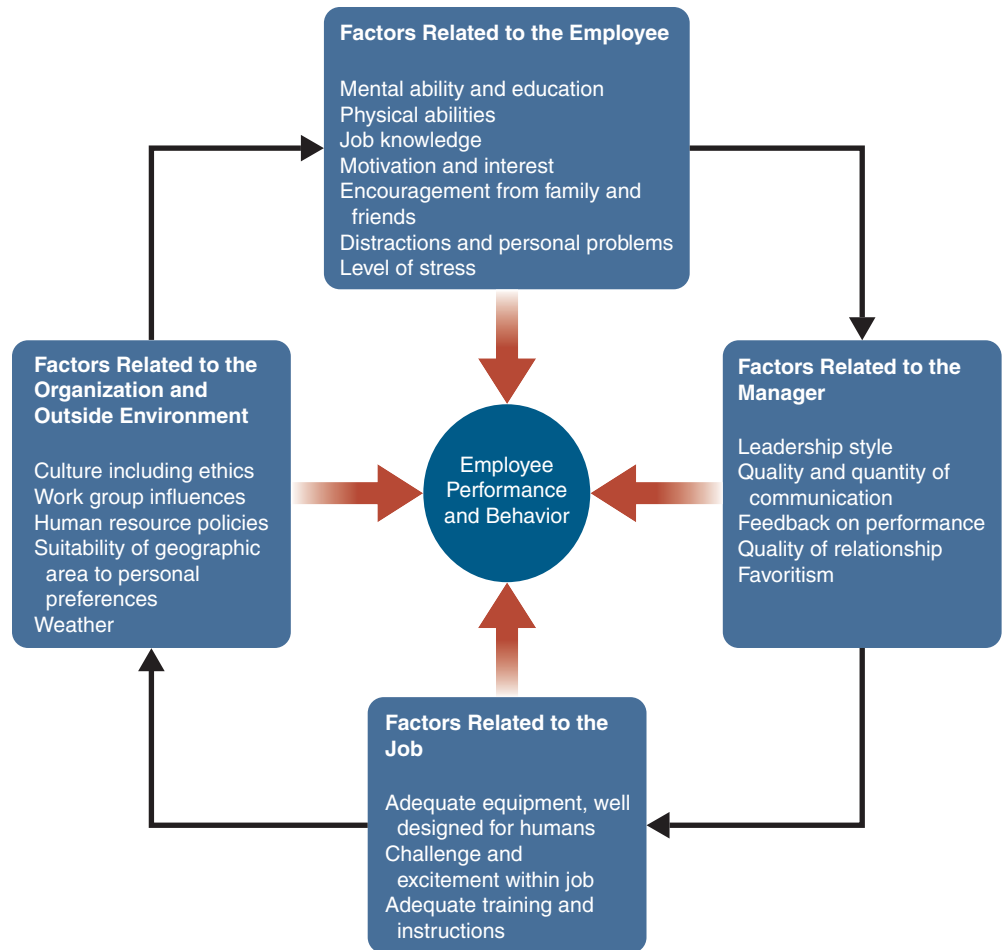 Factors Related to the Employee
Mental ability and education
Physical abilities
Job knowledge
Motivation and interest
Encouragement from family and
friends
Distractions and personal problems
Level of stress
Factors Related to the
Organization and
Outside Environment
Culture including ethics
Work group influences
Human resource policies
Suitability of geographic
area to personal
preferences
Weather
Employee
Performance
and Behavior
Factors Related to the
Manager
Leadership style
Quality and quantity of
communication
Feedback on performance
Quality of relationship
Favoritism
Factors Related to the
Job
Adequate equipment, well
designed for humans
Challenge and
excitement within job
Adequate training and
instructions